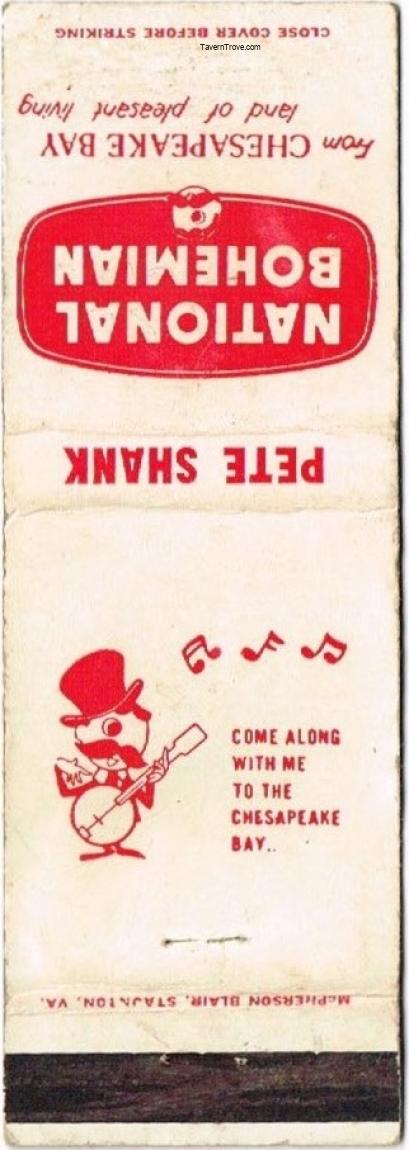 CLOSE COVER BEFORE STRIKING
TavernTrove.com
from CHESAPEAKE BAY
land of pleasant living
NATIONAL
BOHEMIAN
PETE SHANK
COME ALONG
WITH ME
TO THE
CHESAPEAKE
BAY..
McPHERSON BLAIR, STAUNTON, VA.